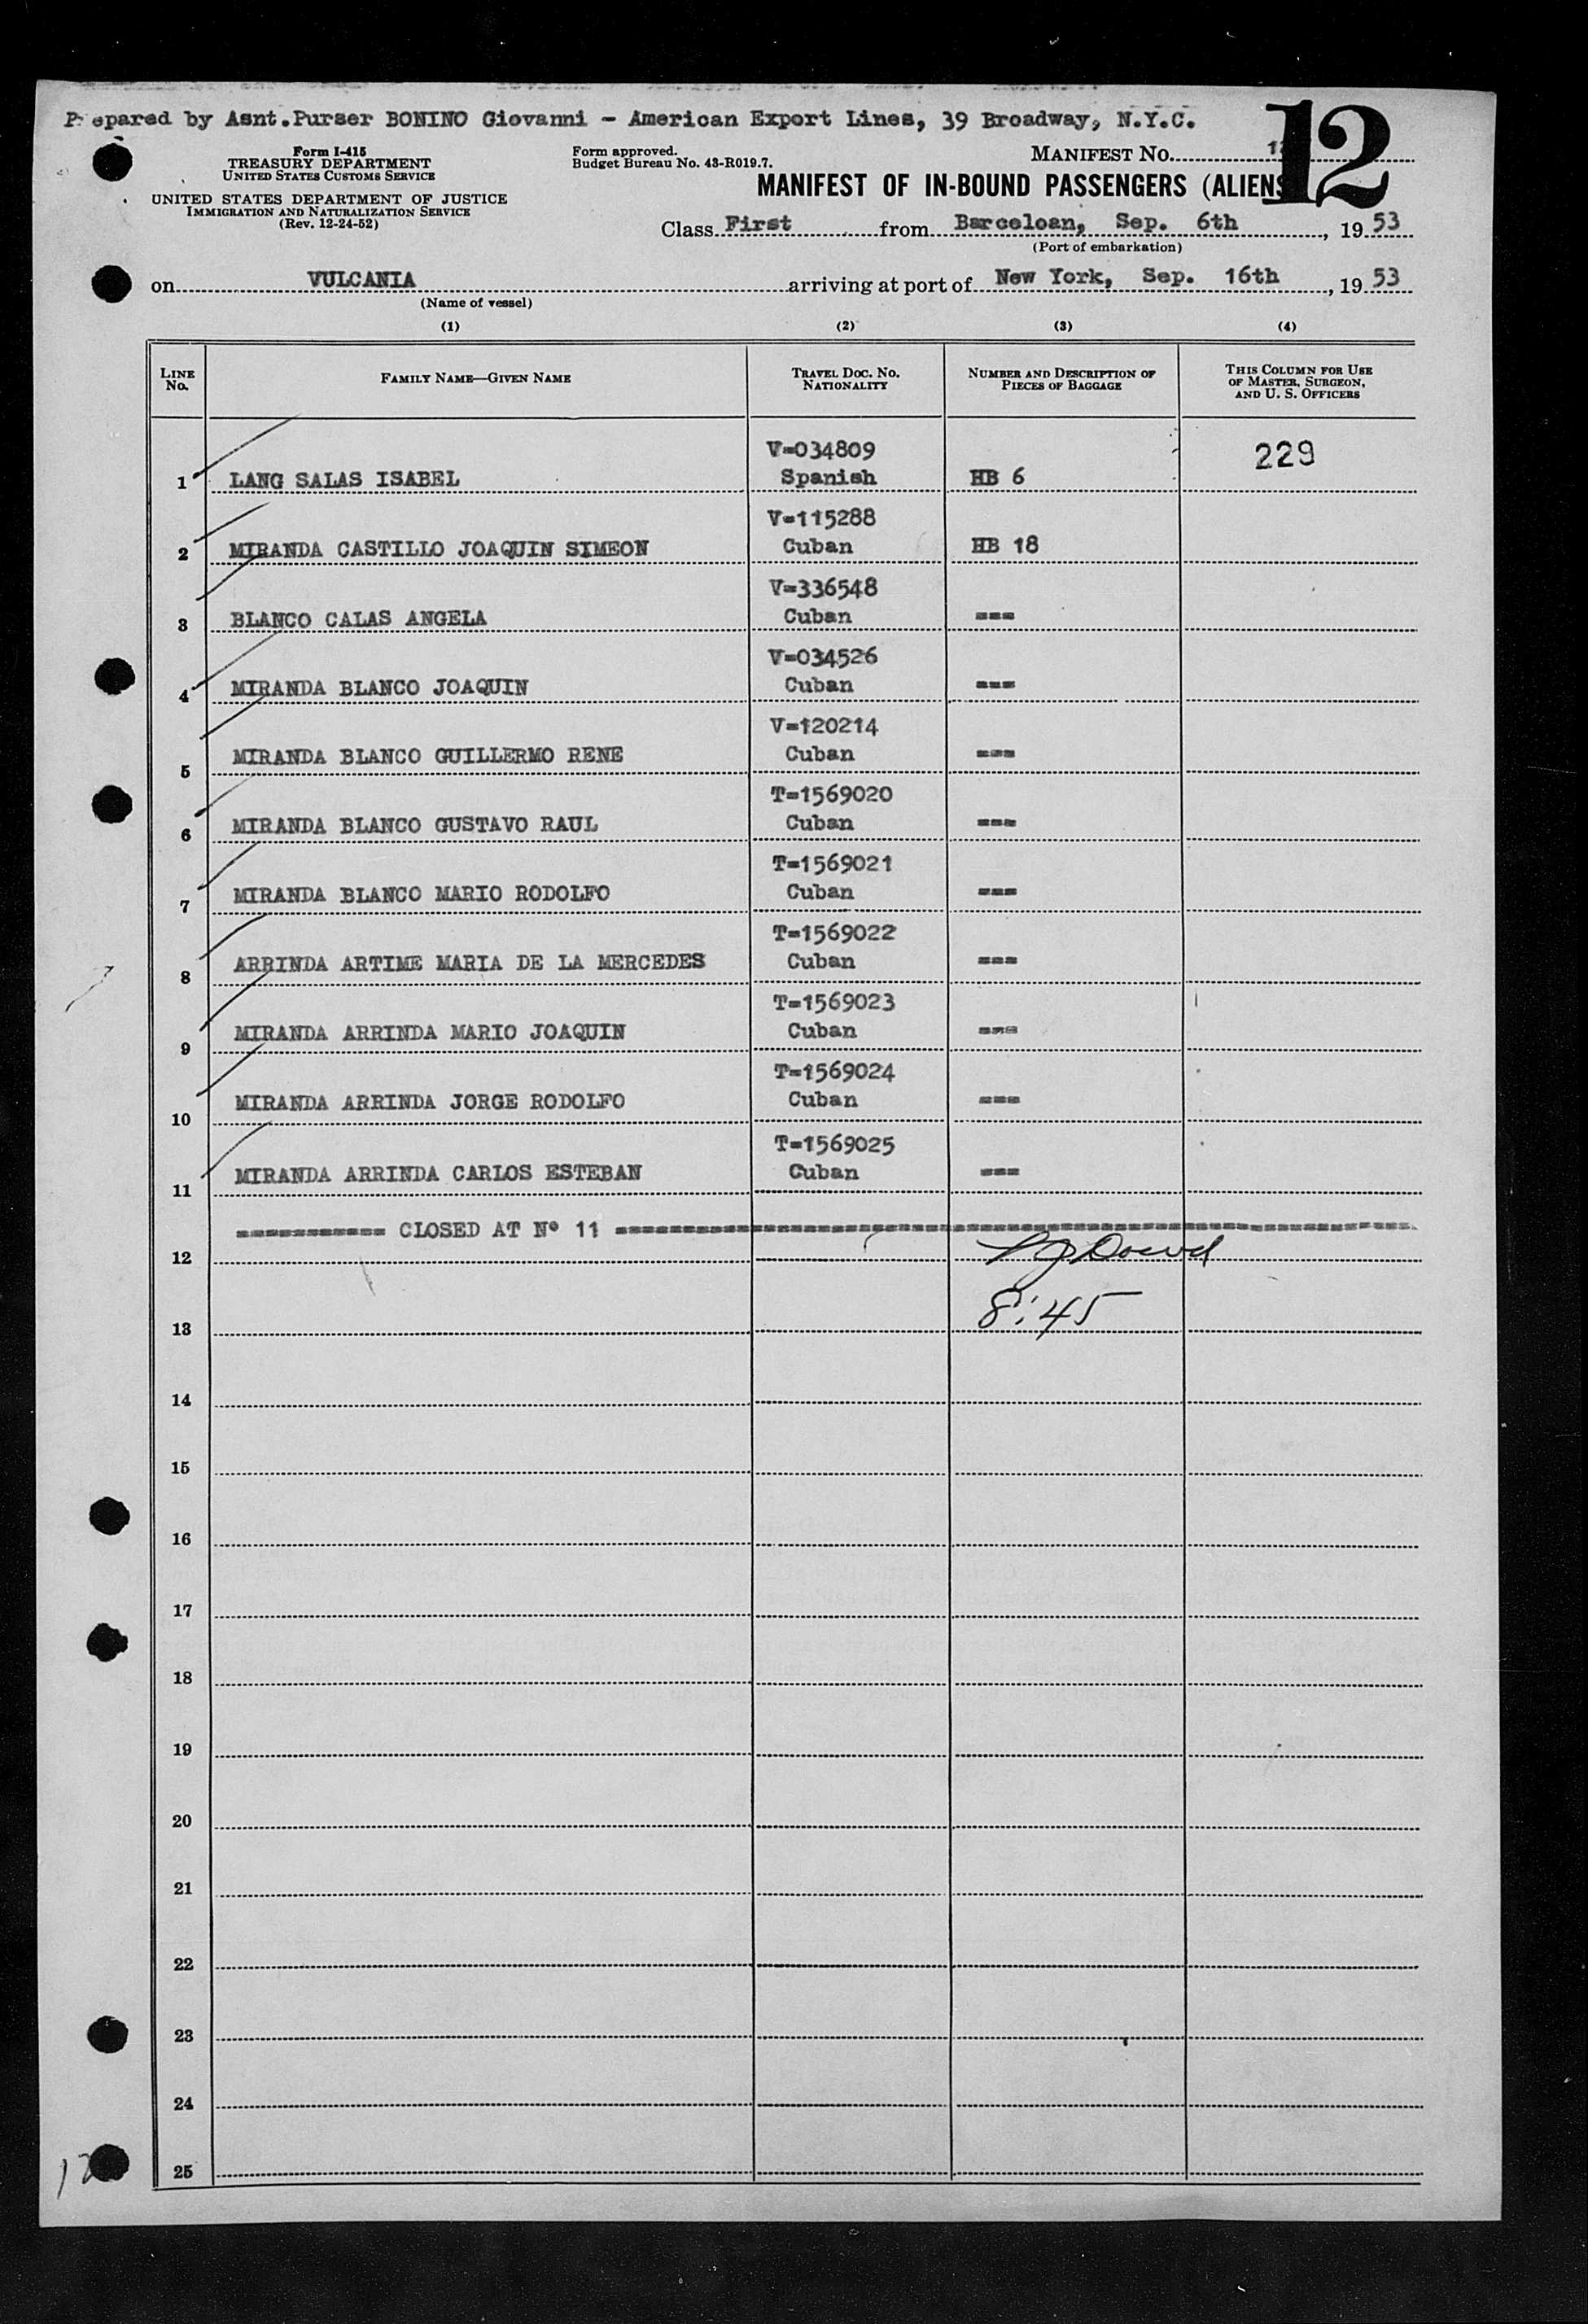 Prepared by Asnt.Purser BONINO Giovanni - American Export Lines, 39 Broadway, N.Y.C.
12
Form I-415
TREASURY DEPARTMENT
UNITED STATES CUSTOMS SERVICE
UNITED STATES DEPARTMENT OF JUSTICE
IMMIGRATION AND NATURALIZATION SERVICE
(Rev. 12-24-52)
Form approved.
Budget Bureau No. 43-R019.7.
MANIFEST No.
MANIFEST OF IN-BOUND PASSENGERS (ALIENS
Class First from Barceloan, Sep. 6th, 1953
(Port of embarkation)
on VULCANIA arriving at port of New York, Sep. 16th, 1953
(Name of vessel)
(1) (2) (3) (4)
LINE No. FAMILY NAME—GIVEN NAME TRAVEL DOC. NO. NATIONALITY NUMBER AND DESCRIPTION OF PIECES OF BAGGAGE THIS COLUMN FOR USE OF MASTER, SURGEON, AND U. S. OFFICERS
V=034809 229
1 LANG SALAS ISABEL Spanish HB 6
V=115288
2 MIRANDA CASTILLO JOAQUIN SIMEON Cuban HB 18
V=336548
3 BLANCO CALAS ANGELA Cuban ===
V=034526
4 MIRANDA BLANCO JOAQUIN Cuban ===
V=120214
5 MIRANDA BLANCO GUILLERMO RENE Cuban ===
T=1569020
6 MIRANDA BLANCO GUSTAVO RAUL Cuban ===
T=1569021
7 MIRANDA BLANCO MARIO RODOLFO Cuban ===
T=1569022
8 ARRINDA ARTIME MARIA DE LA MERCEDES Cuban ===
T=1569023
9 MIRANDA ARRINDA MARIO JOAQUIN Cuban ===
T=1569024
10 MIRANDA ARRINDA JORGE RODOLFO Cuban ===
T=1569025
11 MIRANDA ARRINDA CARLOS ESTEBAN Cuban ===
=========== CLOSED AT Nº 11 ===========
12
13 8:45
14
15
16
17
18
19
20
21
22
23
24
25